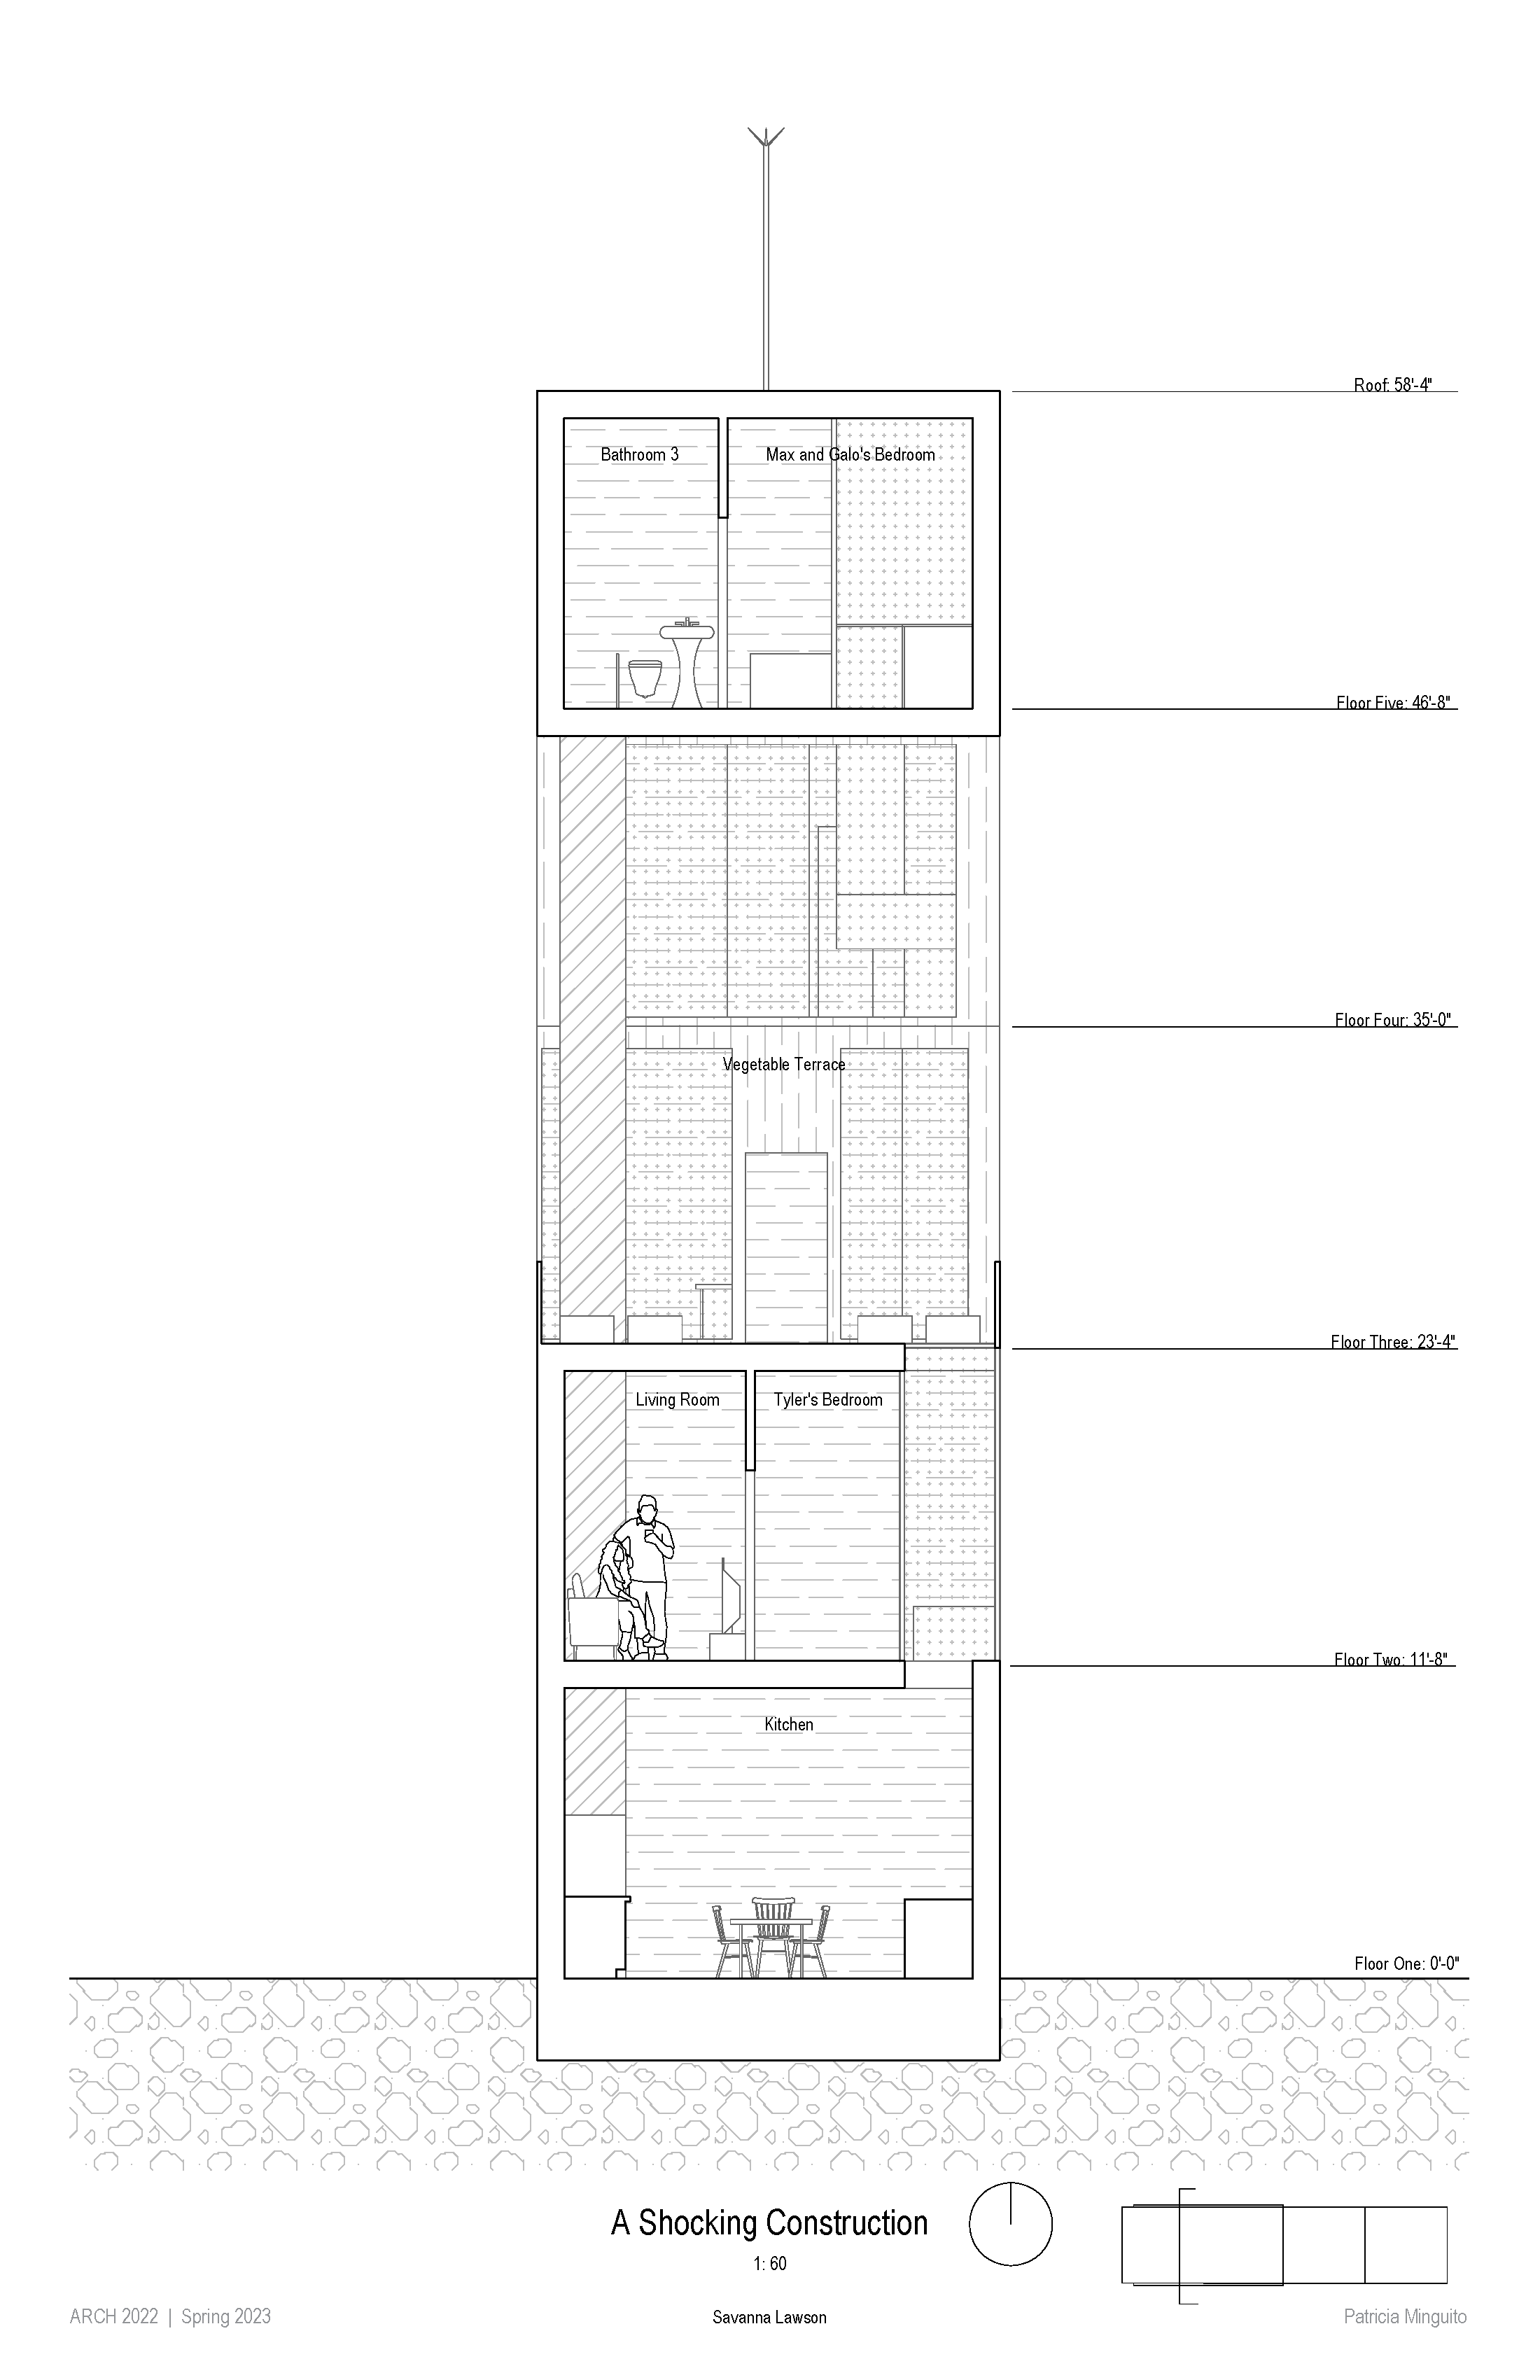 Roof: 58'-4"
Bathroom 3
Max and Galo's Bedroom
Floor Five: 46'-8"
Floor Four: 35'-0"
Vegetable Terrace
Floor Three: 23'-4"
Living Room
Tyler's Bedroom
Floor Two: 11'-8"
Kitchen
Floor One: 0'-0"
A Shocking Construction
1: 60
ARCH 2022 | Spring 2023
Savanna Lawson
Patricia Minguito